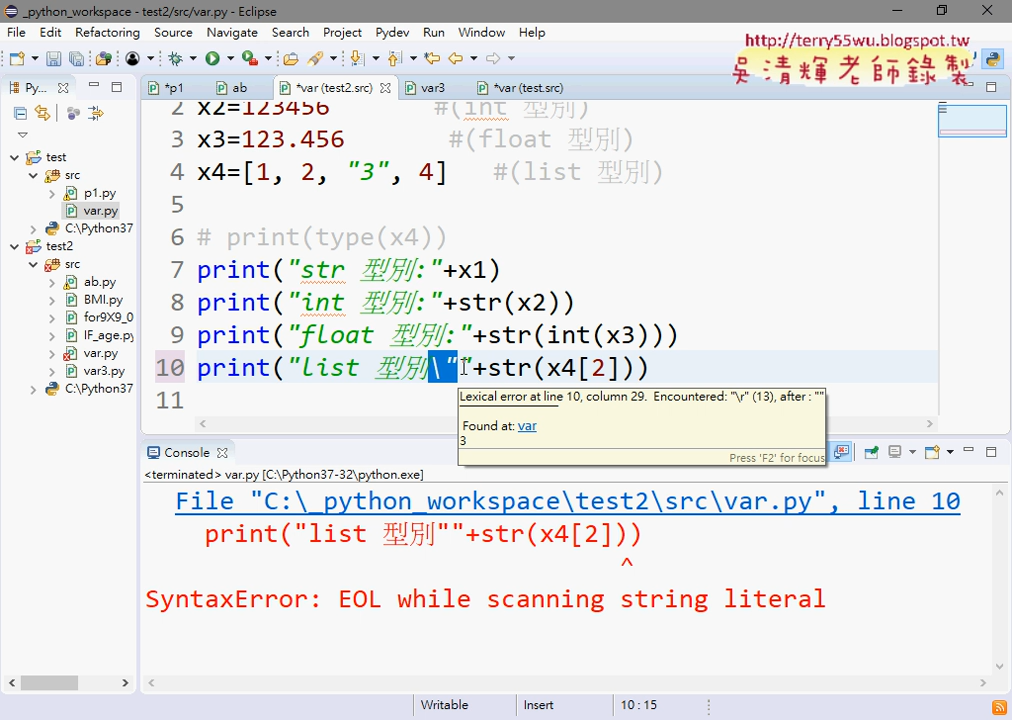 _python_workspace - test2/src/var.py - Eclipse
File Edit Refactoring Source Navigate Search Project Pydev Run Window Help
http://terry55wu.blogspot.tw
吳清輝老師錄製
Py...
*p1
ab
*var (test2.src)
var3
*var (test.src)
test
src
p1.py
var.py
C:\Python37
test2
src
ab.py
BMI.py
for9X9_0
IF_age.py
var.py
var3.py
C:\Python37
2 x2=123456 #(int 型別)
3 x3=123.456 #(float 型別)
4 x4=[1, 2, "3", 4] #(list 型別)
5
6 # print(type(x4))
7 print("str 型別:"+x1)
8 print("int 型別:"+str(x2))
9 print("float 型別:"+str(int(x3)))
10 print("list 型別\""+str(x4[2]))
11
Lexical error at line 10, column 29. Encountered: "\r" (13), after : ""
Found at: var
3
Press 'F2' for focus
Console
<terminated> var.py [C:\Python37-32\python.exe]
File "C:\_python_workspace\test2\src\var.py", line 10
print("list 型別""+str(x4[2]))
^
SyntaxError: EOL while scanning string literal
Writable Insert 10 : 15